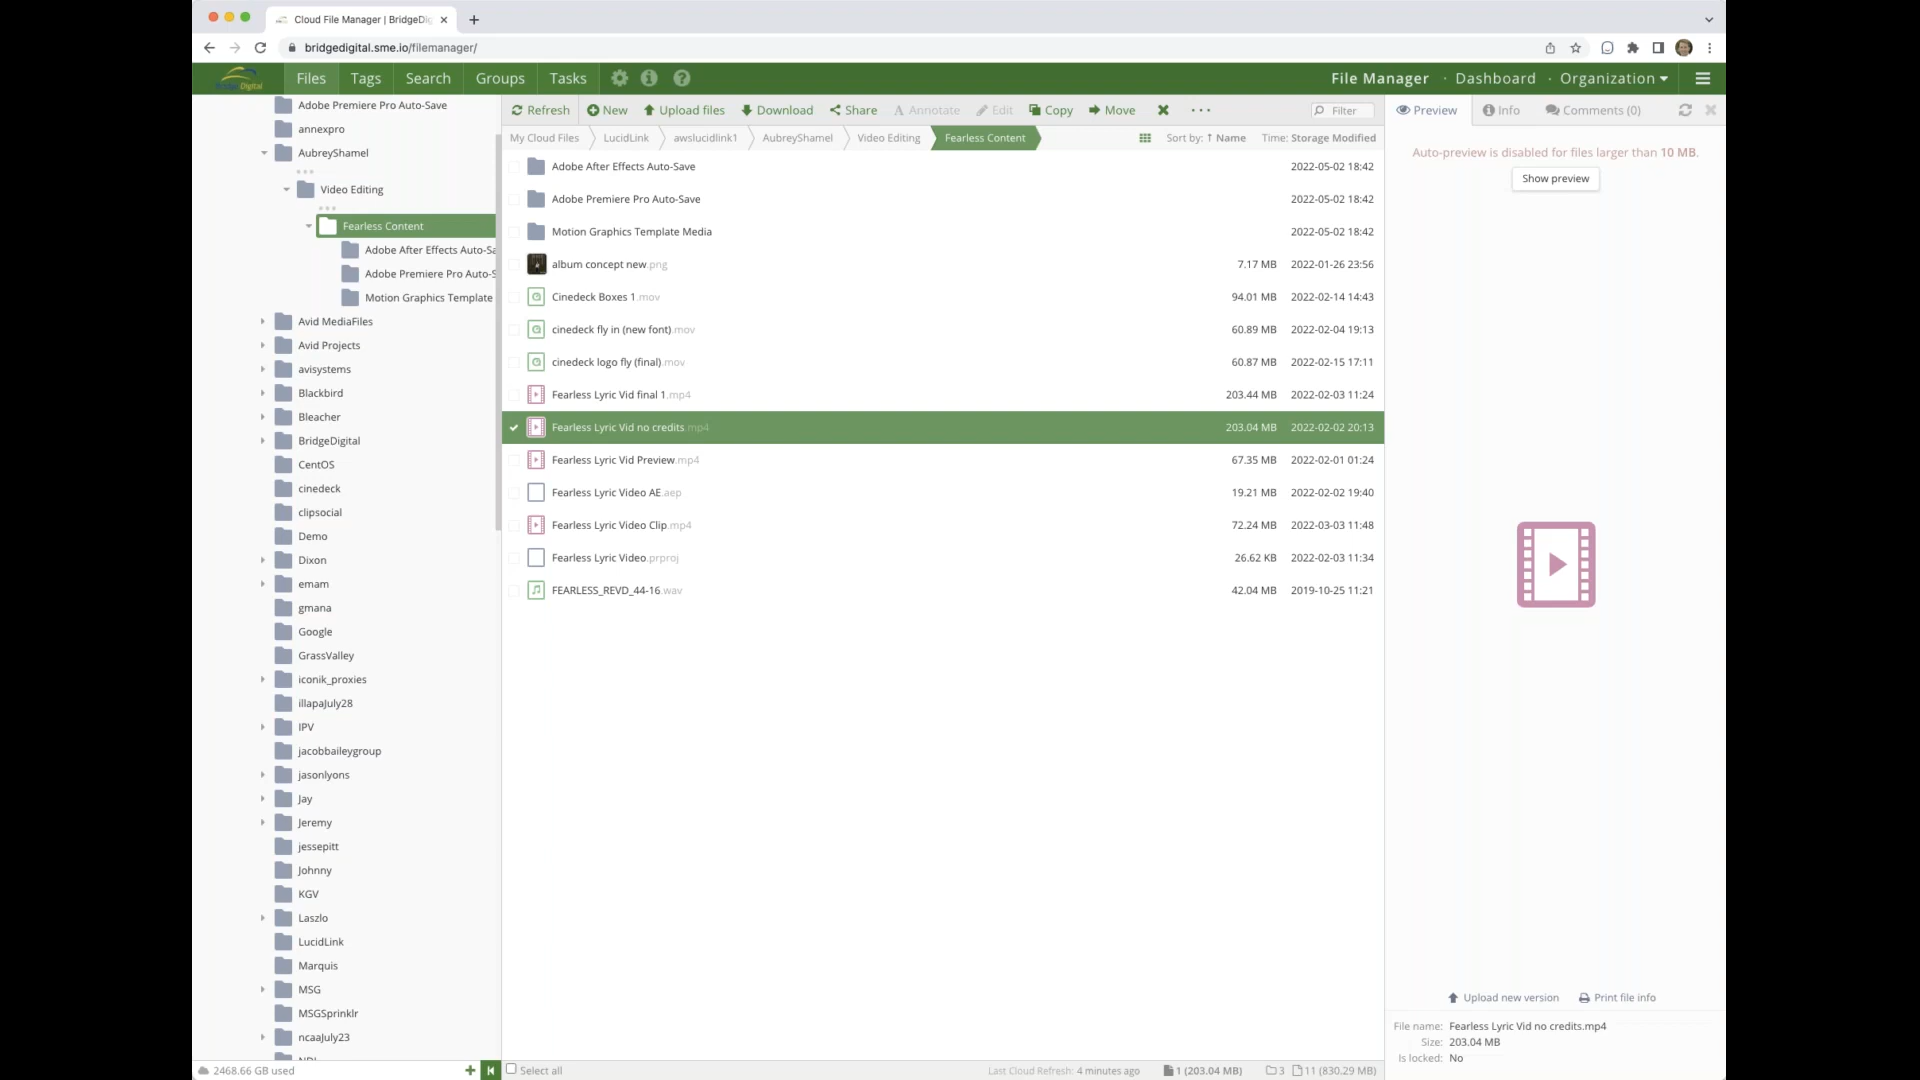 Cloud File Manager | BridgeDi
bridgedigital.sme.io/filemanager/
Files Tags Search Groups Tasks File Manager · Dashboard · Organization
Refresh New Upload files Download Share Annotate Edit Copy Move Filter Preview Info Comments (0)
My Cloud Files LucidLink awslucidlink1 AubreyShamel Video Editing Fearless Content Sort by: ↑ Name Time: Storage Modified
Adobe Premiere Pro Auto-Save
annexpro
AubreyShamel
Video Editing
Fearless Content
Adobe After Effects Auto-Sa
Adobe Premiere Pro Auto-S
Motion Graphics Template
Avid MediaFiles
Avid Projects
avisystems
Blackbird
Bleacher
BridgeDigital
CentOS
cinedeck
clipsocial
Demo
Dixon
emam
gmana
Google
GrassValley
iconik_proxies
illapaJuly28
IPV
jacobbaileygroup
jasonlyons
Jay
Jeremy
jessepitt
Johnny
KGV
Laszlo
LucidLink
Marquis
MSG
MSGSprinklr
ncaaJuly23
2468.66 GB used
Adobe After Effects Auto-Save 2022-05-02 18:42
Adobe Premiere Pro Auto-Save 2022-05-02 18:42
Motion Graphics Template Media 2022-05-02 18:42
album concept new.png 7.17 MB 2022-01-26 23:56
Cinedeck Boxes 1.mov 94.01 MB 2022-02-14 14:43
cinedeck fly in (new font).mov 60.89 MB 2022-02-04 19:13
cinedeck logo fly (final).mov 60.87 MB 2022-02-15 17:11
Fearless Lyric Vid final 1.mp4 203.44 MB 2022-02-03 11:24
Fearless Lyric Vid no credits.mp4 203.04 MB 2022-02-02 20:13
Fearless Lyric Vid Preview.mp4 67.35 MB 2022-02-01 01:24
Fearless Lyric Video AE.aep 19.21 MB 2022-02-02 19:40
Fearless Lyric Video Clip.mp4 72.24 MB 2022-03-03 11:48
Fearless Lyric Video.prproj 26.62 KB 2022-02-03 11:34
FEARLESS_REVD_44-16.wav 42.04 MB 2019-10-25 11:21
Select all Last Cloud Refresh: 4 minutes ago 1 (203.04 MB) 3 11 (830.29 MB)
Auto-preview is disabled for files larger than 10 MB.
Show preview
Upload new version Print file info
File name: Fearless Lyric Vid no credits.mp4
Size: 203.04 MB
Is locked: No